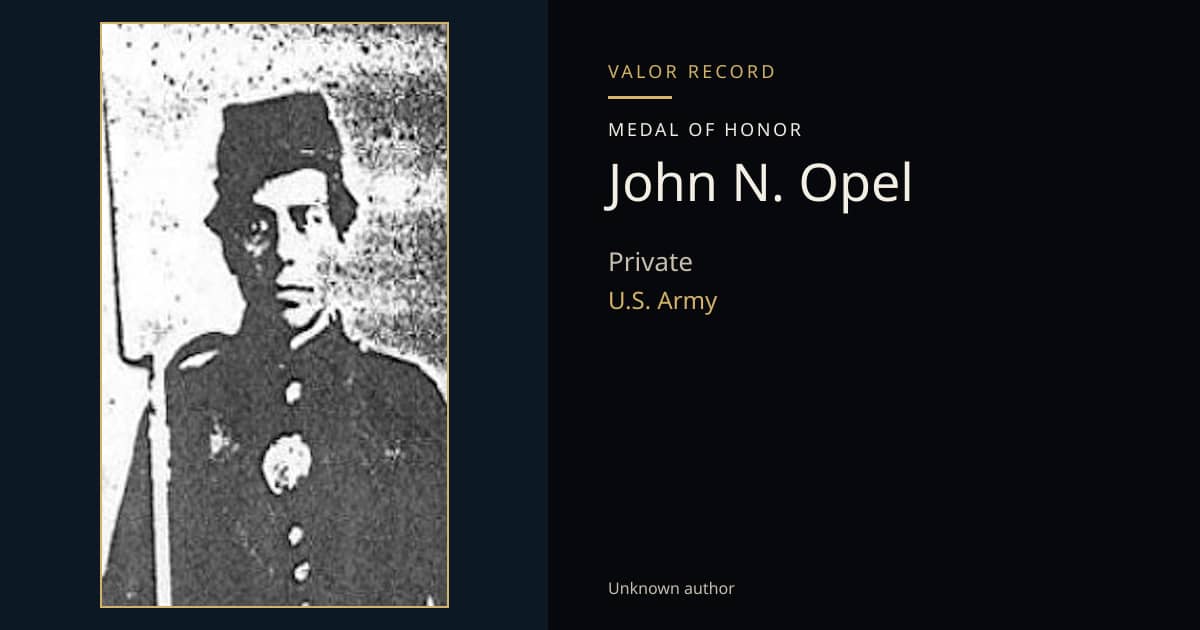 VALOR RECORD
MEDAL OF HONOR
John N. Opel
Private
U.S. Army
Unknown author